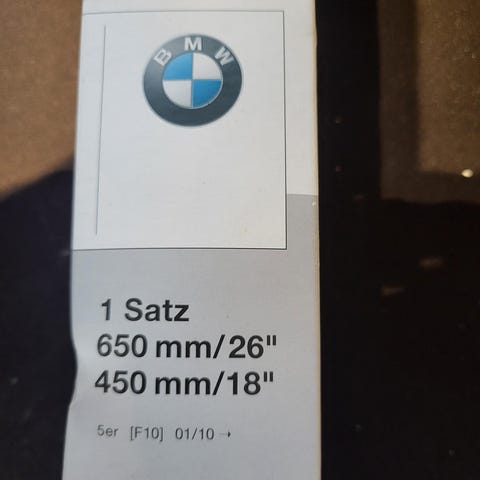 BMW
1 Satz
650 mm/26"
450 mm/18"
5er [F10] 01/10 →